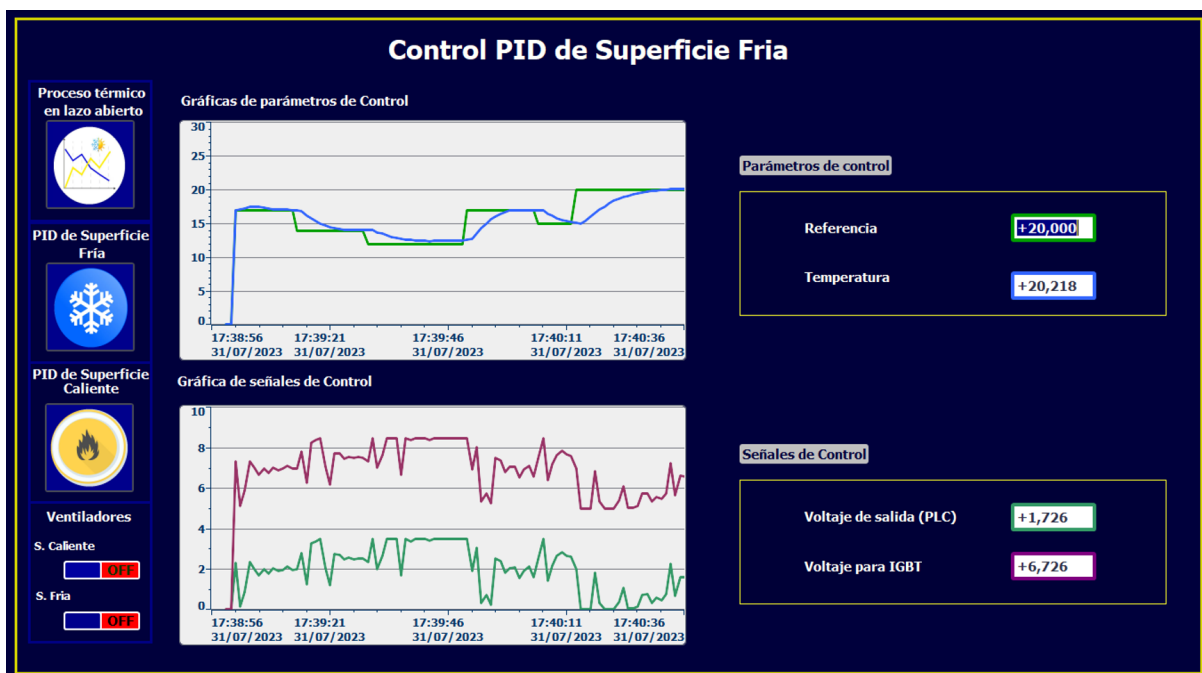 Control PID de Superficie Fria
Proceso térmico
en lazo abierto
PID de Superficie
Fría
PID de Superficie
Caliente
Ventiladores
S. Caliente
OFF
S. Fria
OFF
Gráficas de parámetros de Control
30
25
20
15
10
5
0
17:38:56 17:39:21 17:39:46 17:40:11 17:40:36
31/07/2023 31/07/2023 31/07/2023 31/07/2023 31/07/2023
Gráfica de señales de Control
10
8
6
4
2
0
17:38:56 17:39:21 17:39:46 17:40:11 17:40:36
31/07/2023 31/07/2023 31/07/2023 31/07/2023 31/07/2023
Parámetros de control
Referencia +20,000
Temperatura +20,218
Señales de Control
Voltaje de salida (PLC) +1,726
Voltaje para IGBT +6,726